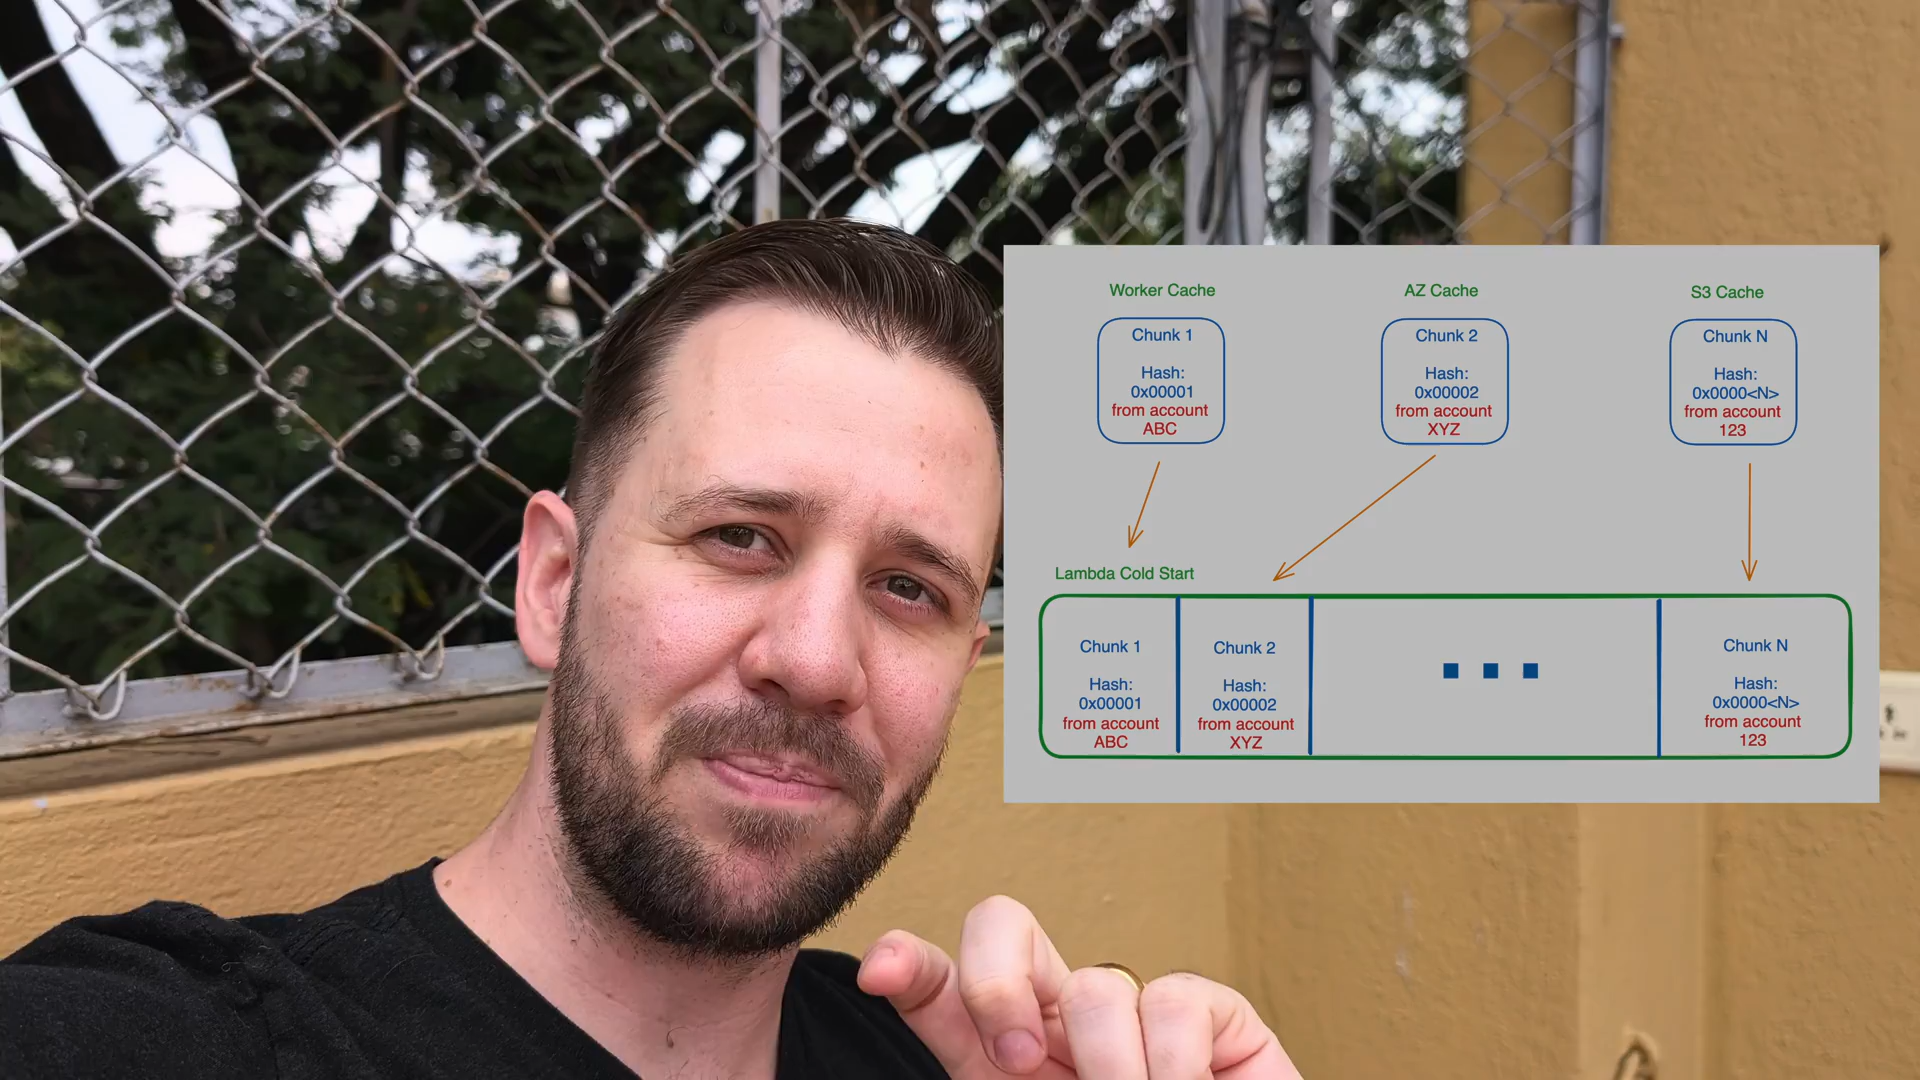 Worker Cache
AZ Cache
S3 Cache
Chunk 1
Hash:
0x00001
from account
ABC
Chunk 2
Hash:
0x00002
from account
XYZ
Chunk N
Hash:
0x0000<N>
from account
123
Lambda Cold Start
Chunk 1
Hash:
0x00001
from account
ABC
Chunk 2
Hash:
0x00002
from account
XYZ
Chunk N
Hash:
0x0000<N>
from account
123